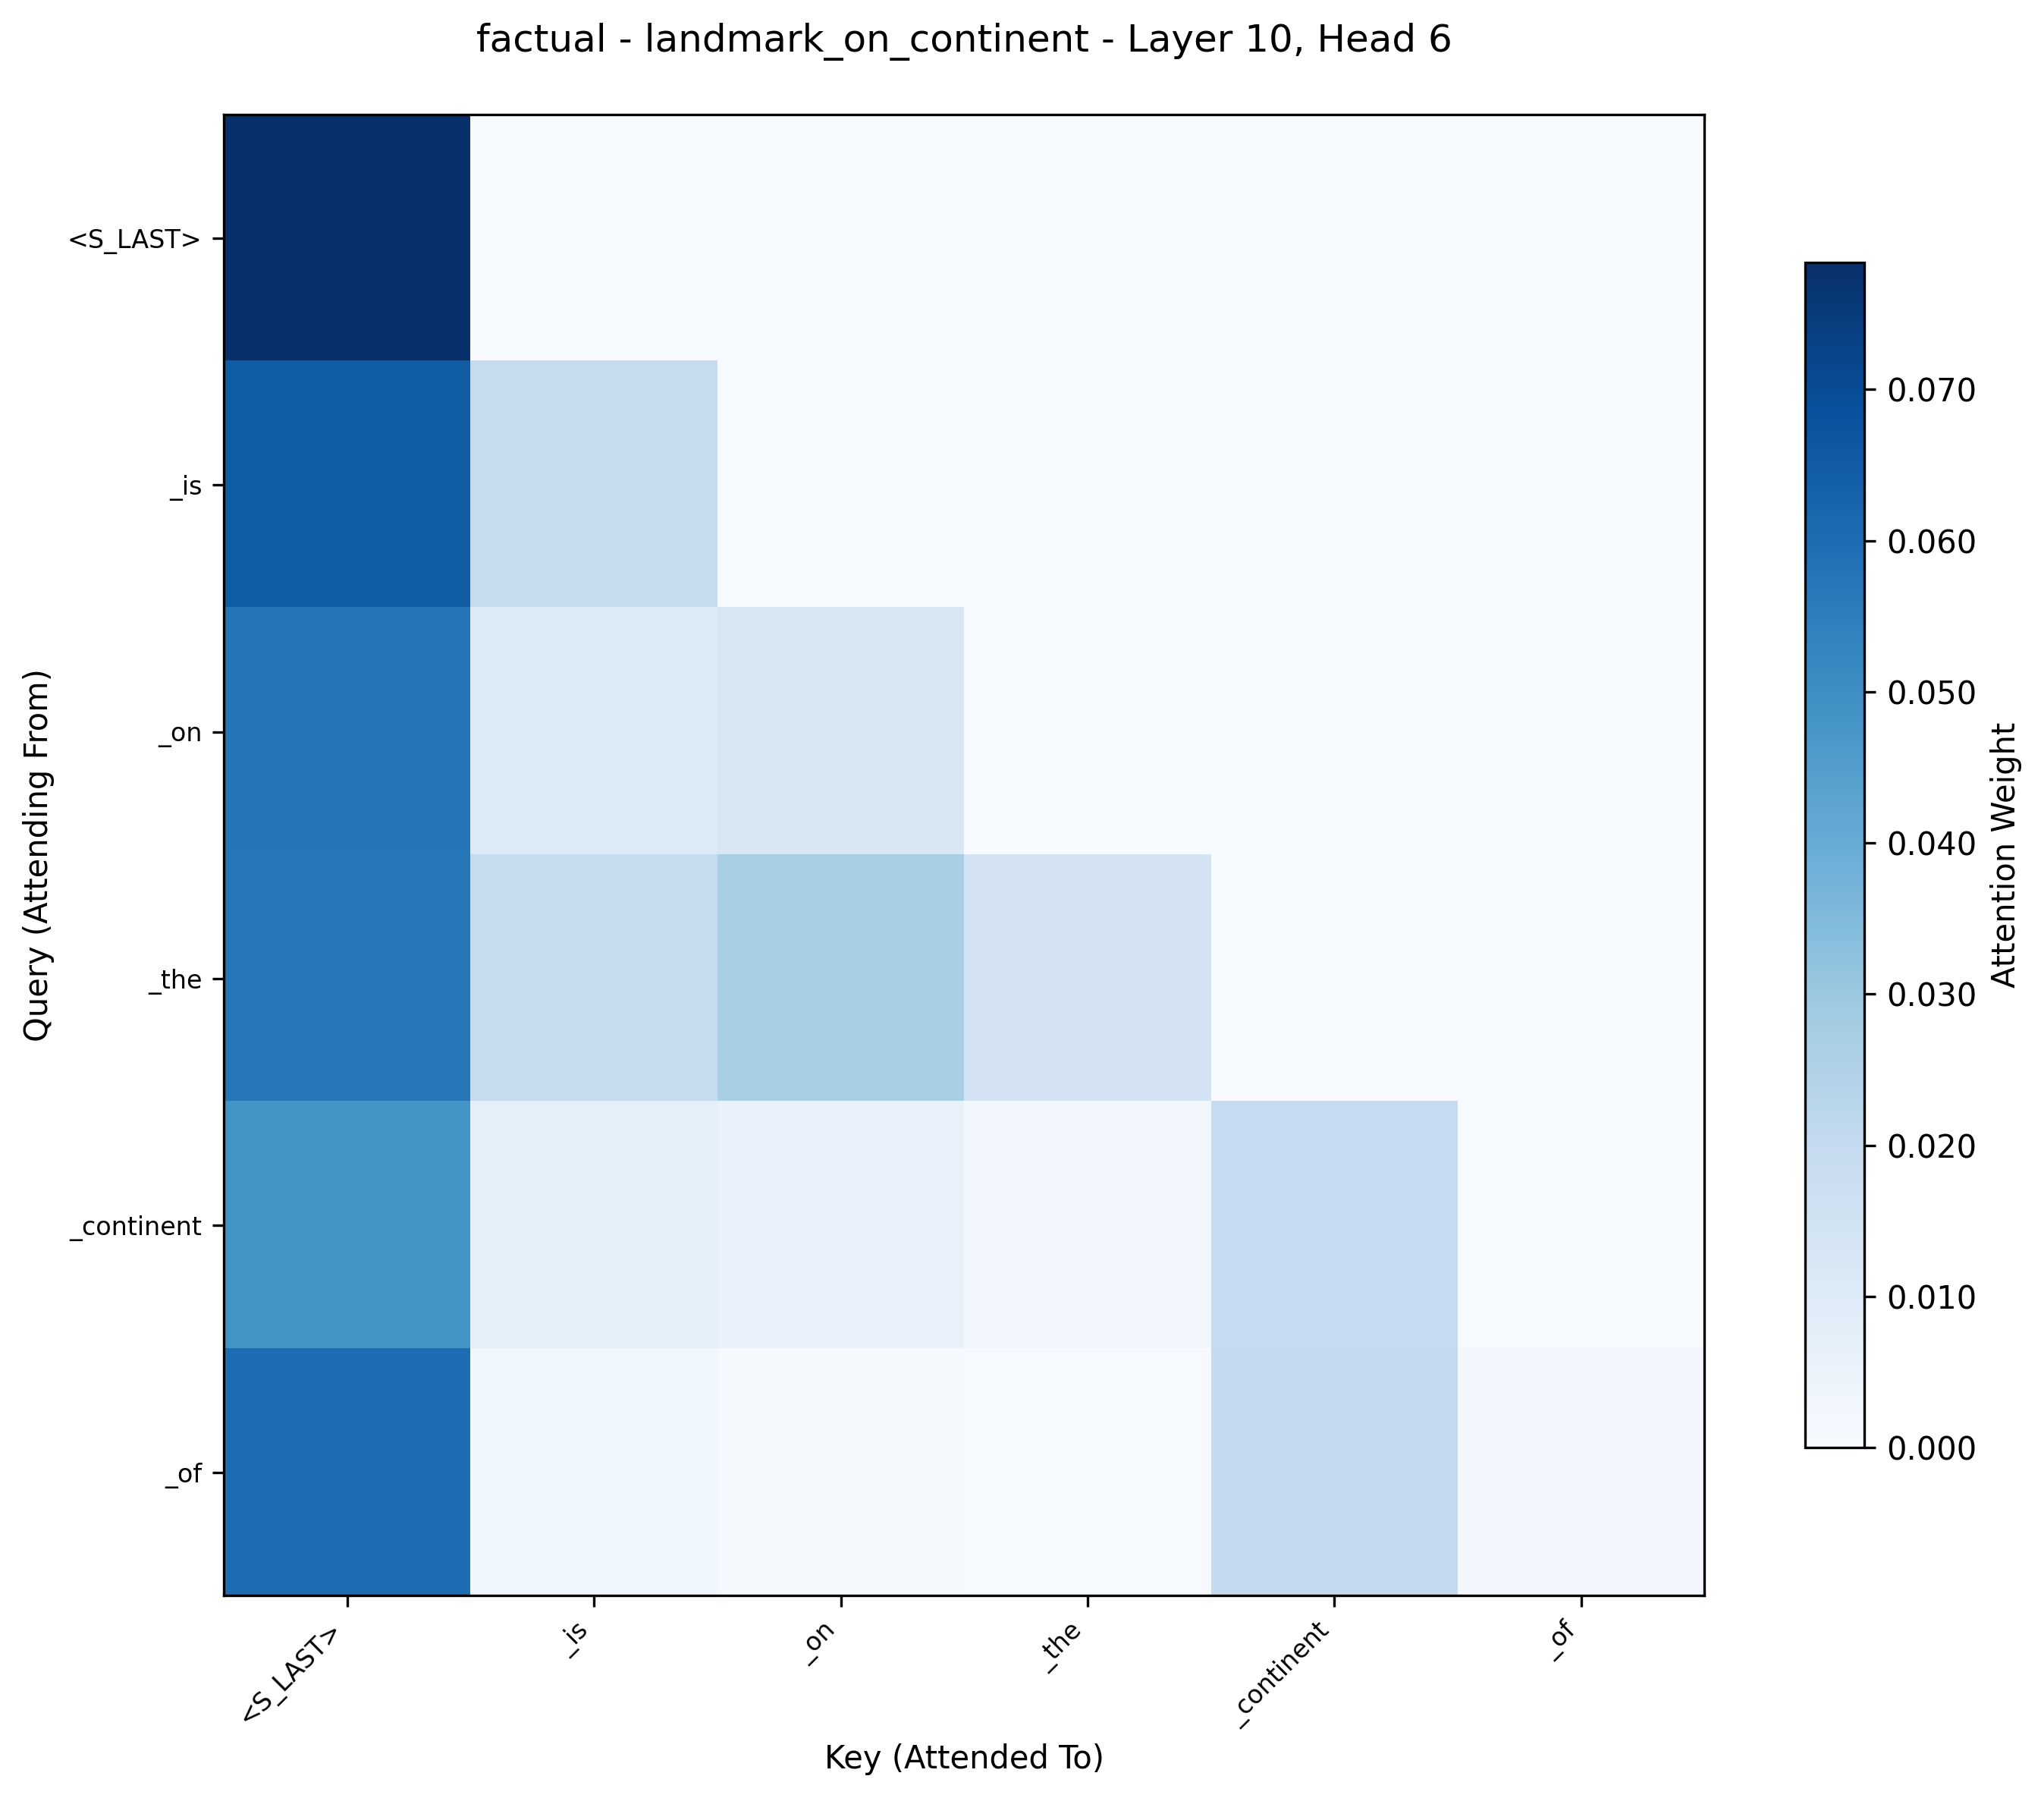 factual - landmark_on_continent - Layer 10, Head 6
Query (Attending From)
<S_LAST>
_is
_on
_the
_continent
_of
<S_LAST>
_is
_on
_the
_continent
_of
Key (Attended To)
0.070
0.060
0.050
0.040
0.030
0.020
0.010
0.000
Attention Weight